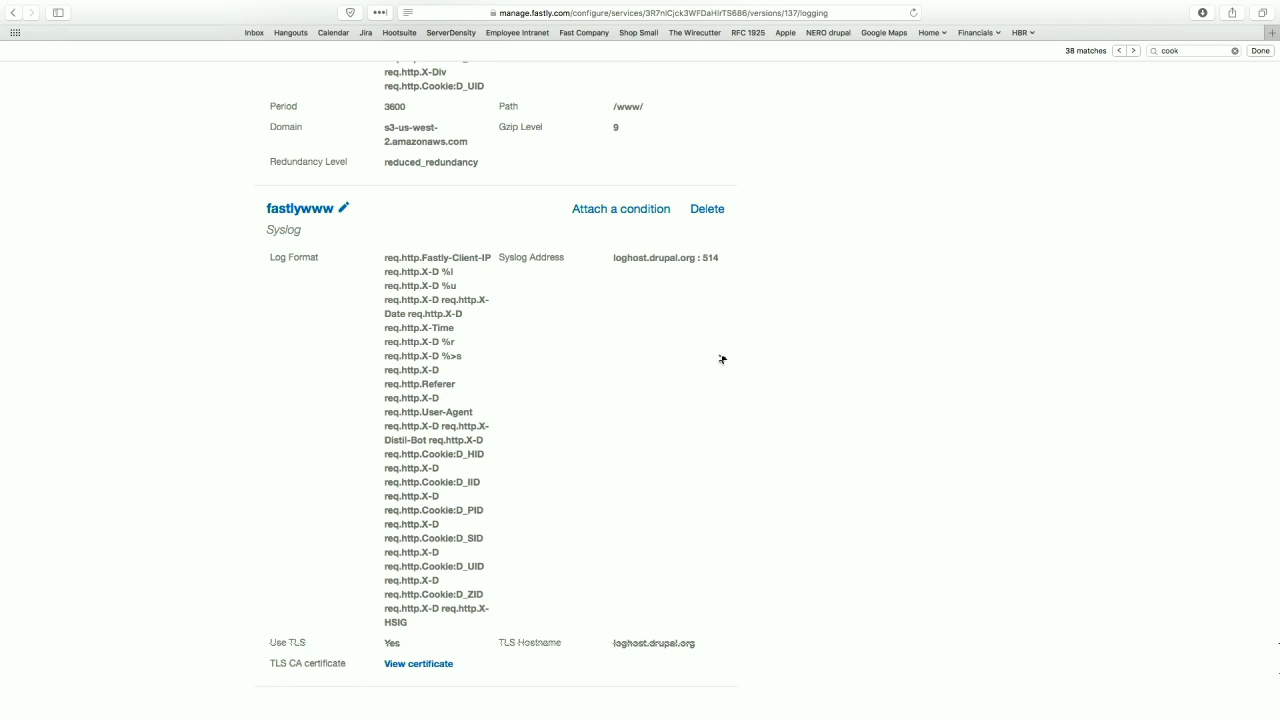 manage.fastly.com/configure/services/3R7nlCjck3WFDaHIrTS686/versions/137/logging
Inbox Hangouts Calendar Jira Hootsuite ServerDensity Employee Intranet Fast Company Shop Small The Wirecutter RFC 1925 Apple NERO drupal Google Maps Home Financials HBR
38 matches cook Done
req.http.X-Div
req.http.Cookie:D_UID
Period 3600 Path /www/
Domain s3-us-west- Gzip Level 9
2.amazonaws.com
Redundancy Level reduced_redundancy
fastlywww Attach a condition Delete
Syslog
Log Format req.http.Fastly-Client-IP Syslog Address loghost.drupal.org : 514
req.http.X-D %l
req.http.X-D %u
req.http.X-D req.http.X-
Date req.http.X-D
req.http.X-Time
req.http.X-D %r
req.http.X-D %>s
req.http.X-D
req.http.Referer
req.http.X-D
req.http.User-Agent
req.http.X-D req.http.X-
Distil-Bot req.http.X-D
req.http.Cookie:D_HID
req.http.X-D
req.http.Cookie:D_IID
req.http.X-D
req.http.Cookie:D_PID
req.http.X-D
req.http.Cookie:D_SID
req.http.X-D
req.http.Cookie:D_UID
req.http.X-D
req.http.Cookie:D_ZID
req.http.X-D req.http.X-
HSIG
Use TLS Yes TLS Hostname loghost.drupal.org
TLS CA certificate View certificate